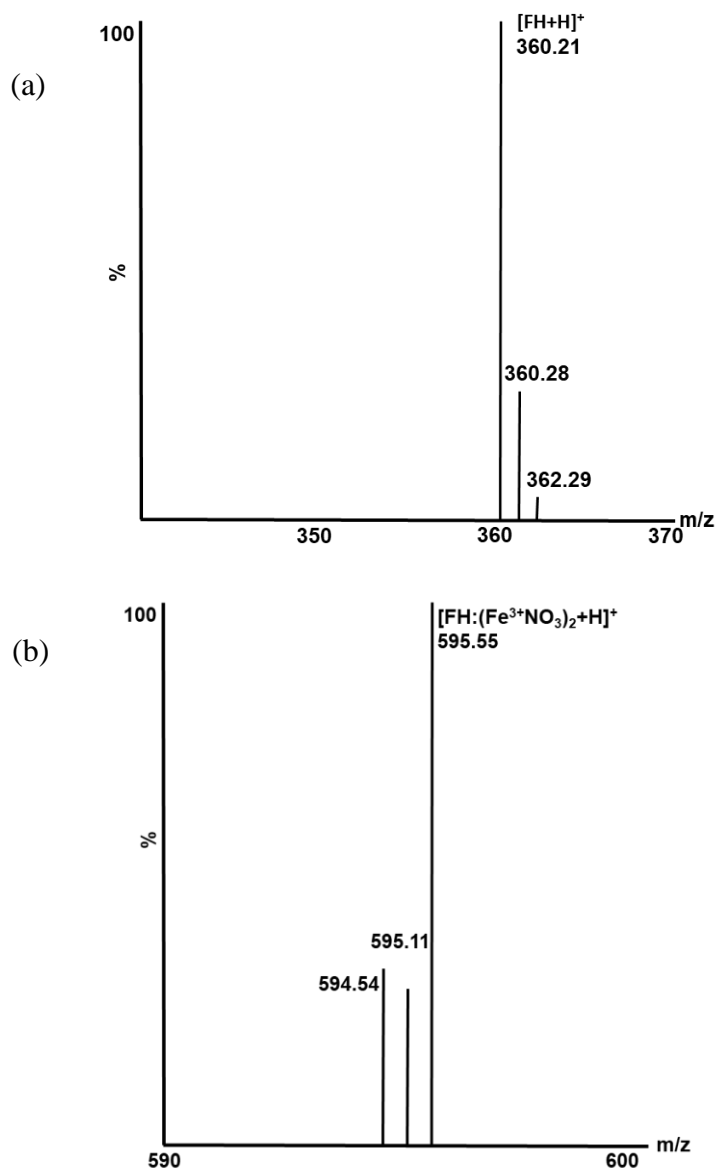 (a)
100
[FH+H]⁺
360.21
%
360.28
362.29
350
360
370
m/z
(b)
100
[FH:(Fe³⁺NO₃)₂+H]⁺
595.55
%
595.11
594.54
590
600
m/z